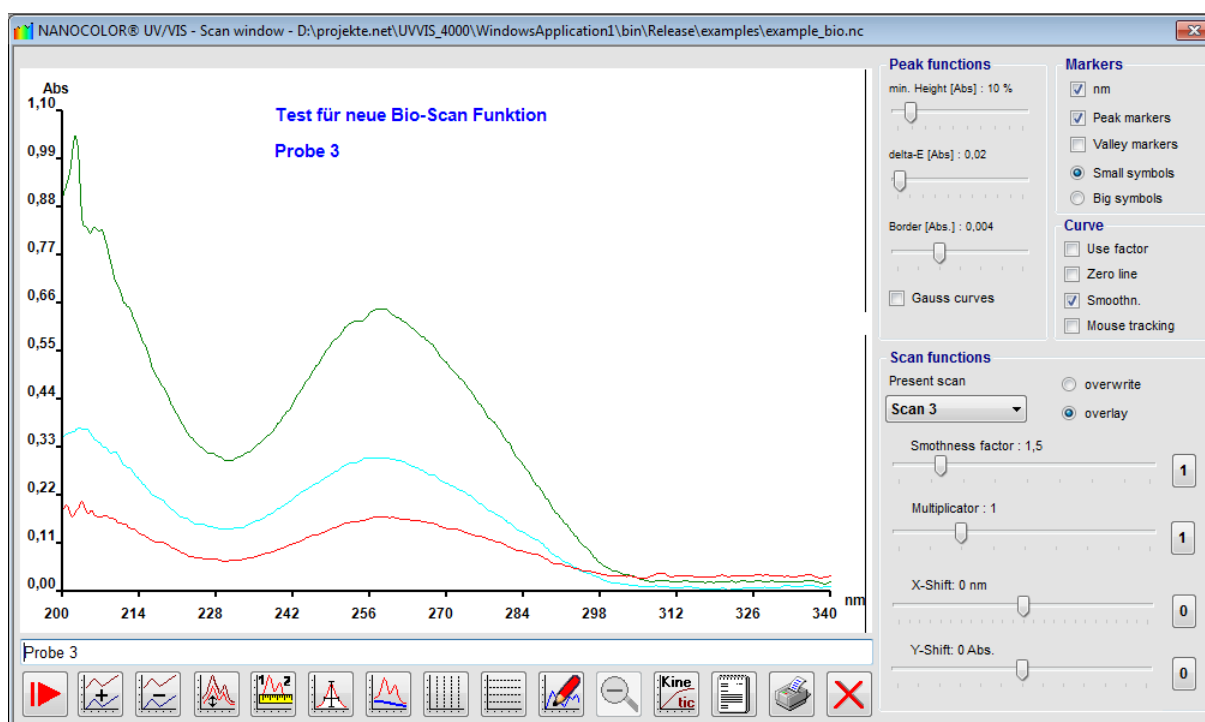 NANOCOLOR® UV/VIS - Scan window - D:\projekte.net\UVVIS_4000\WindowsApplication1\bin\Release\examples\example_bio.nc
Abs
1,10
0,99
0,88
0,77
0,66
0,55
0,44
0,33
0,22
0,11
0,00
Test für neue Bio-Scan Funktion
Probe 3
200 214 228 242 256 270 284 298 312 326 340 nm
Probe 3
1 2
Kine
tic
Peak functions
min. Height [Abs] : 10 %
delta-E [Abs] : 0,02
Border [Abs.] : 0,004
Gauss curves
Markers
nm
Peak markers
Valley markers
Small symbols
Big symbols
Curve
Use factor
Zero line
Smoothn.
Mouse tracking
Scan functions
Present scan
Scan 3
overwrite
overlay
Smothness factor : 1,5
1
Multiplicator : 1
1
X-Shift: 0 nm
0
Y-Shift: 0 Abs.
0